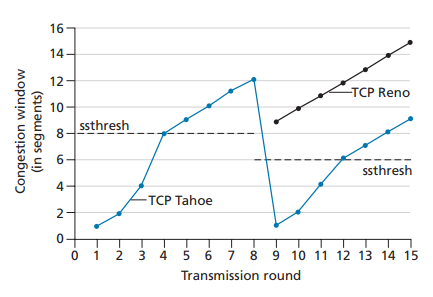 16
14
12
10
8
6
4
2
0
Congestion window
(in segments)
ssthresh
TCP Reno
ssthresh
TCP Tahoe
0 1 2 3 4 5 6 7 8 9 10 11 12 13 14 15
Transmission round